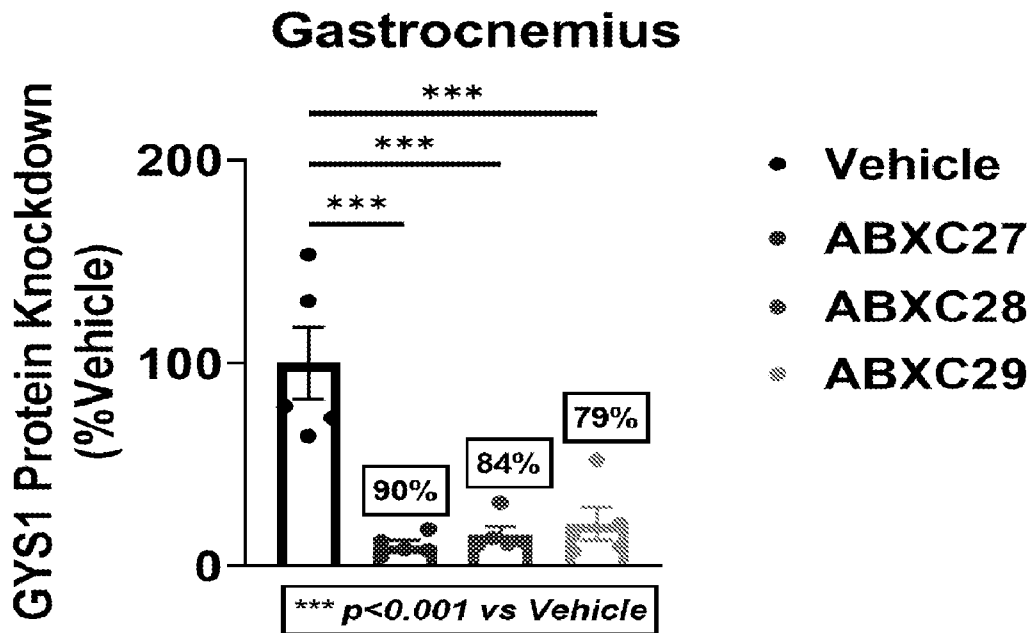 Gastrocnemius
GYS1 Protein Knockdown
(%Vehicle)
200
100
0
***
***
***
90%
84%
79%
*** p<0.001 vs Vehicle
Vehicle
ABXC27
ABXC28
ABXC29